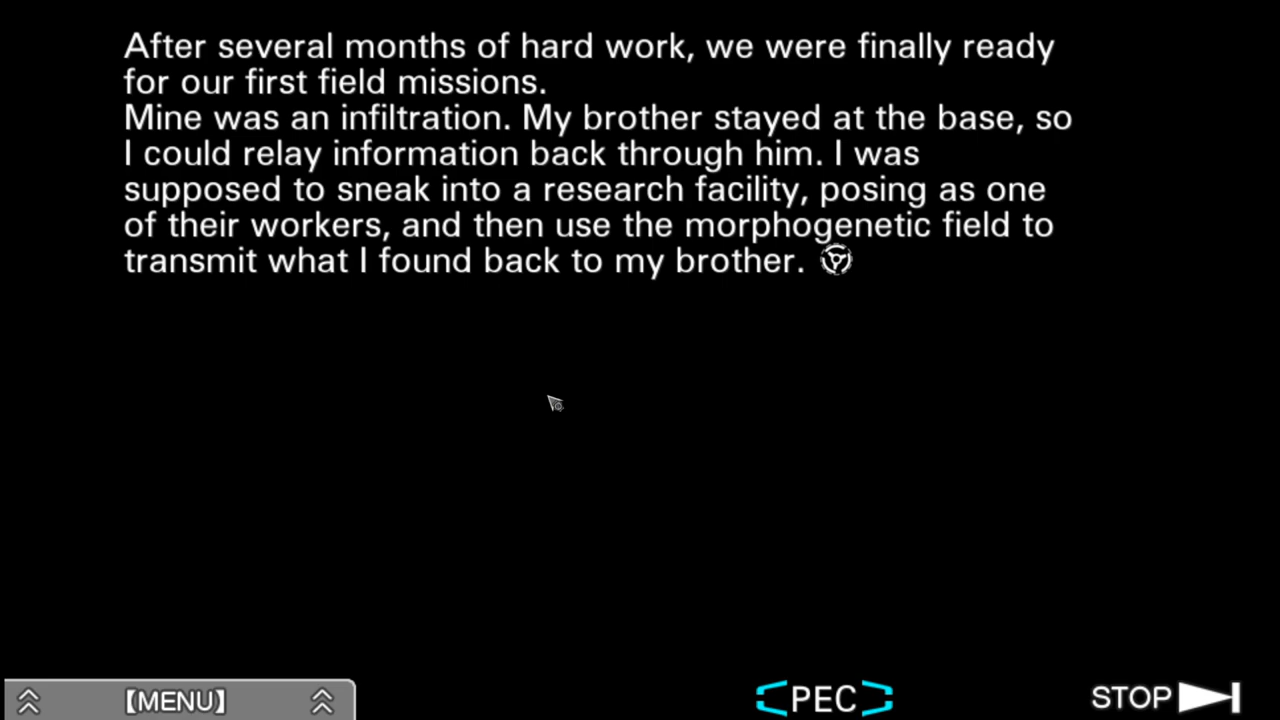 After several months of hard work, we were finally ready
for our first field missions.
Mine was an infiltration. My brother stayed at the base, so
I could relay information back through him. I was
supposed to sneak into a research facility, posing as one
of their workers, and then use the morphogenetic field to
transmit what I found back to my brother.
【MENU】
PEC
STOP